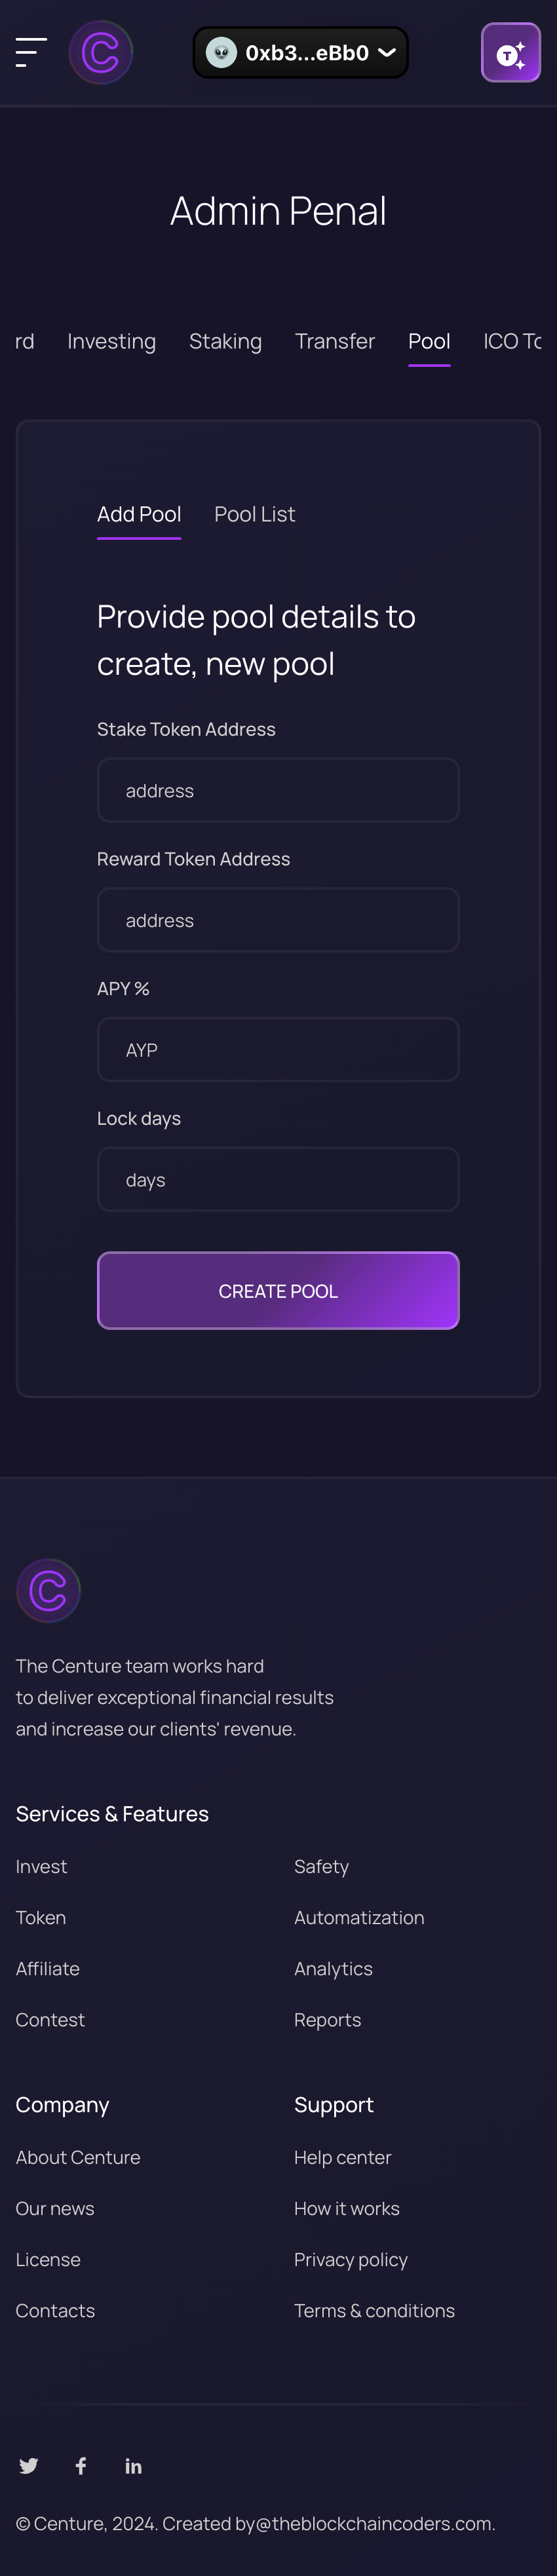 0xb3...eBb0
Admin Penal
rd Investing Staking Transfer Pool ICO To
Add Pool Pool List
Provide pool details to
create, new pool
Stake Token Address
address
Reward Token Address
address
APY %
AYP
Lock days
days
CREATE POOL
The Centure team works hard
to deliver exceptional financial results
and increase our clients' revenue.
Services & Features
Invest Safety
Token Automatization
Affiliate Analytics
Contest Reports
Company Support
About Centure Help center
Our news How it works
License Privacy policy
Contacts Terms & conditions
© Centure, 2024. Created by@theblockchaincoders.com.